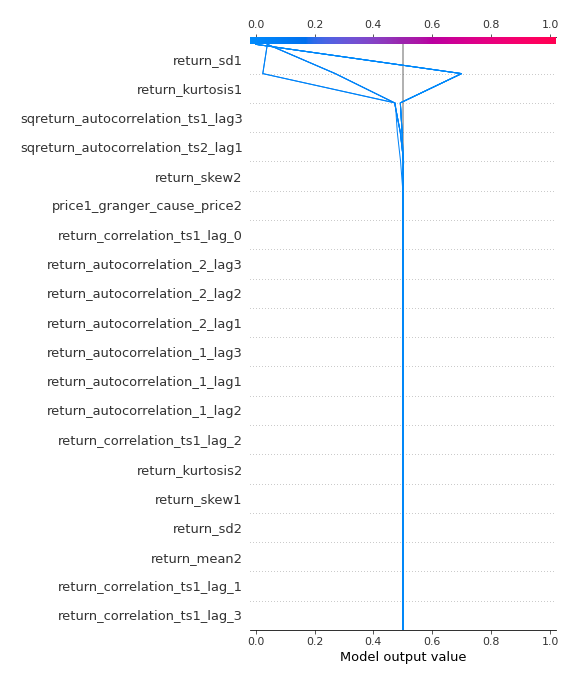 0.0 0.2 0.4 0.6 0.8 1.0
return_sd1
return_kurtosis1
sqreturn_autocorrelation_ts1_lag3
sqreturn_autocorrelation_ts2_lag1
return_skew2
price1_granger_cause_price2
return_correlation_ts1_lag_0
return_autocorrelation_2_lag3
return_autocorrelation_2_lag2
return_autocorrelation_2_lag1
return_autocorrelation_1_lag3
return_autocorrelation_1_lag1
return_autocorrelation_1_lag2
return_correlation_ts1_lag_2
return_kurtosis2
return_skew1
return_sd2
return_mean2
return_correlation_ts1_lag_1
return_correlation_ts1_lag_3
0.0 0.2 0.4 0.6 0.8 1.0
Model output value